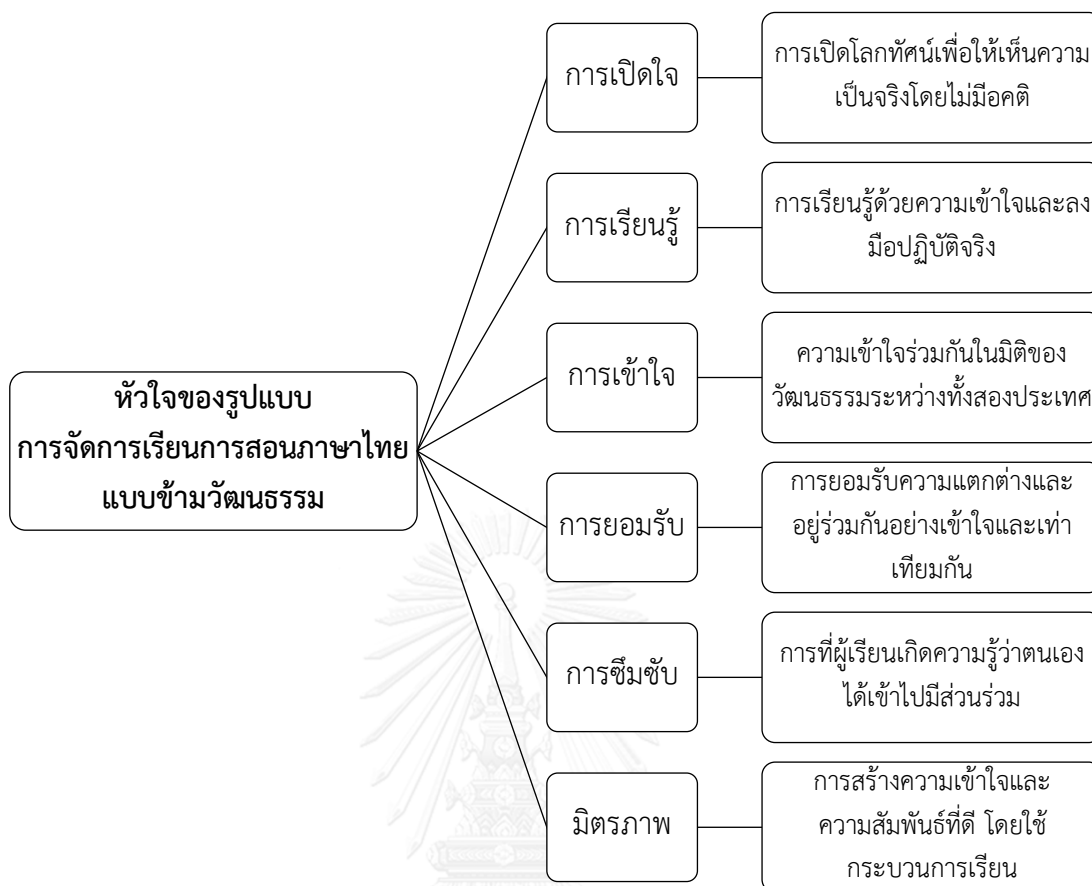 หัวใจของรูปแบบ
การจัดการเรียนการสอนภาษาไทย
แบบข้ามวัฒนธรรม
การเปิดใจ
การเปิดโลกทัศน์เพื่อให้เห็นความ
เป็นจริงโดยไม่มีอคติ
การเรียนรู้
การเรียนรู้ด้วยความเข้าใจและลง
มือปฏิบัติจริง
การเข้าใจ
ความเข้าใจร่วมกันในมิติของ
วัฒนธรรมระหว่างทั้งสองประเทศ
การยอมรับ
การยอมรับความแตกต่างและ
อยู่ร่วมกันอย่างเข้าใจและเท่า
เทียมกัน
การซึมซับ
การที่ผู้เรียนเกิดความรู้ว่าตนเอง
ได้เข้าไปมีส่วนร่วม
มิตรภาพ
การสร้างความเข้าใจและ
ความสัมพันธ์ที่ดี โดยใช้
กระบวนการเรียน